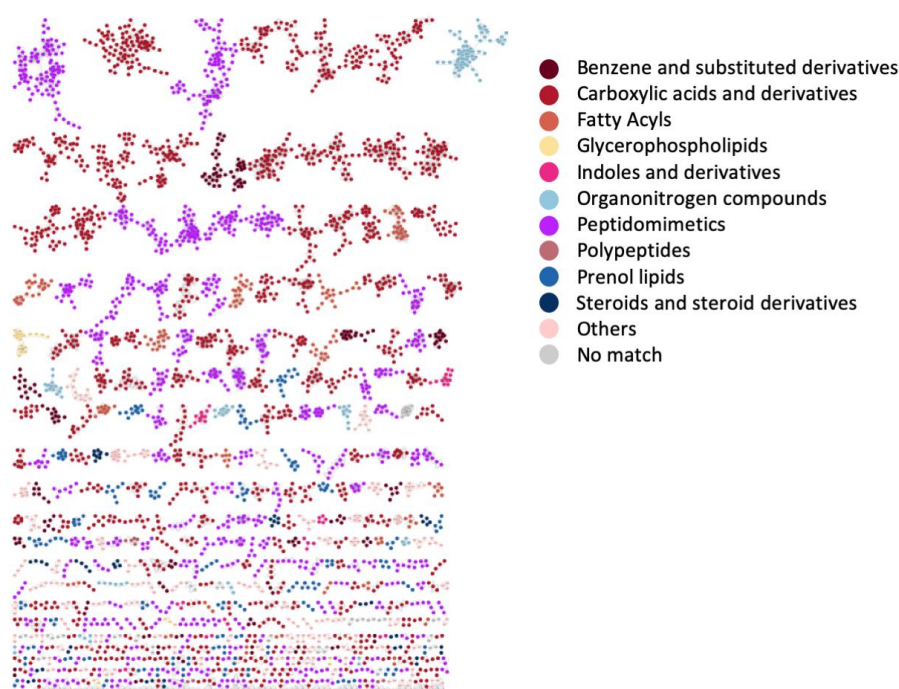 Benzene and substituted derivatives
Carboxylic acids and derivatives
Fatty Acyls
Glycerophospholipids
Indoles and derivatives
Organonitrogen compounds
Peptidomimetics
Polypeptides
Prenol lipids
Steroids and steroid derivatives
Others
No match